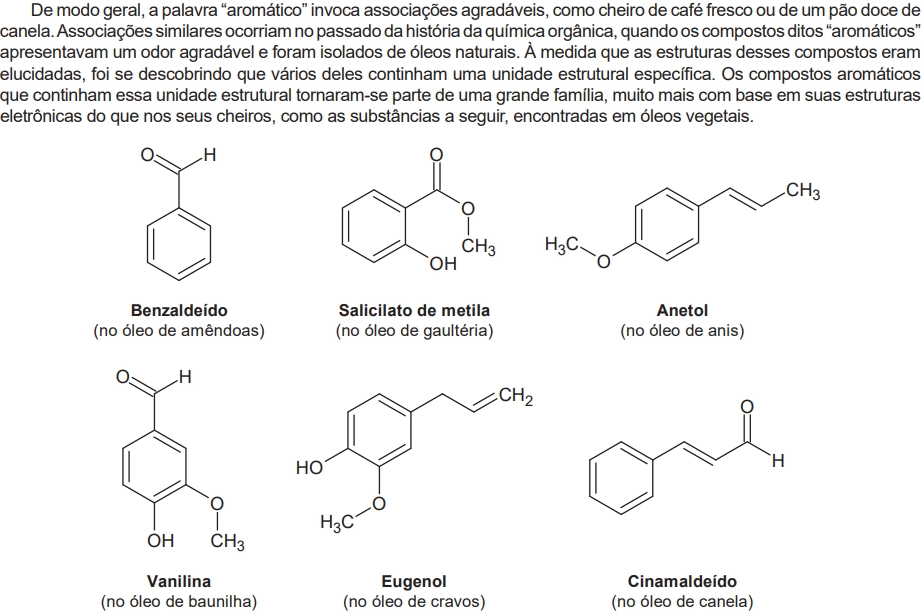 De modo geral, a palavra “aromático” invoca associações agradáveis, como cheiro de café fresco ou de um pão doce de
canela. Associações similares ocorriam no passado da história da química orgânica, quando os compostos ditos “aromáticos”
apresentavam um odor agradável e foram isolados de óleos naturais. À medida que as estruturas desses compostos eram
elucidadas, foi se descobrindo que vários deles continham uma unidade estrutural específica. Os compostos aromáticos
que continham essa unidade estrutural tornaram-se parte de uma grande família, muito mais com base em suas estruturas
eletrônicas do que nos seus cheiros, como as substâncias a seguir, encontradas em óleos vegetais.
O H
O
O
CH3
OH
CH3
H3C
O
Benzaldeído
(no óleo de amêndoas)
Salicilato de metila
(no óleo de gaultéria)
Anetol
(no óleo de anis)
O H
O
OH CH3
CH2
HO
O
H3C
O
H
Vanilina
(no óleo de baunilha)
Eugenol
(no óleo de cravos)
Cinamaldeído
(no óleo de canela)